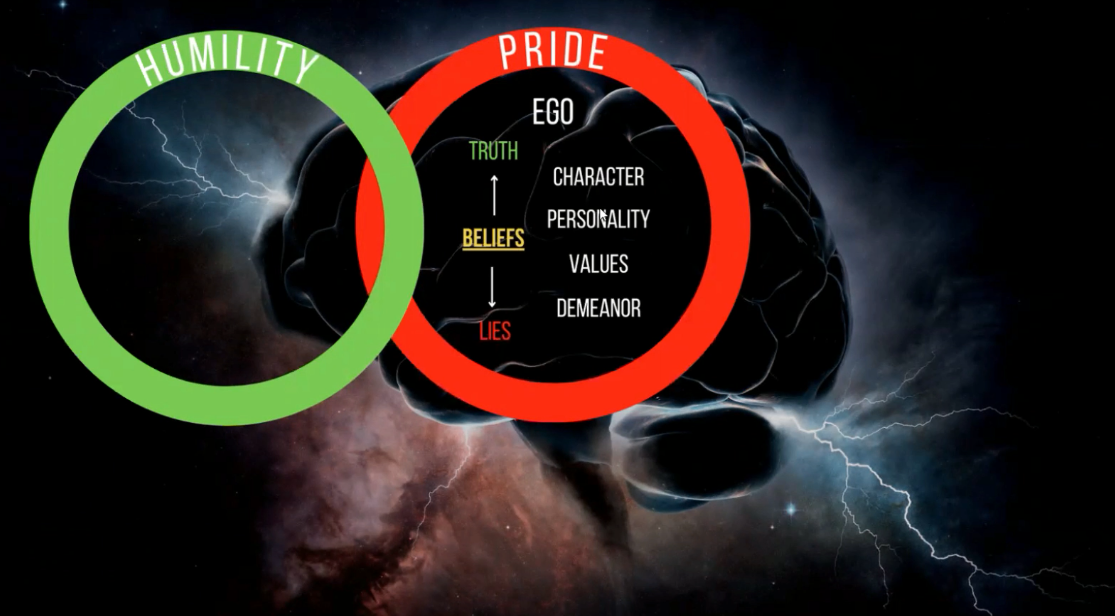 HUMILITY
PRIDE
EGO
TRUTH
BELIEFS
LIES
CHARACTER
PERSONALITY
VALUES
DEMEANOR